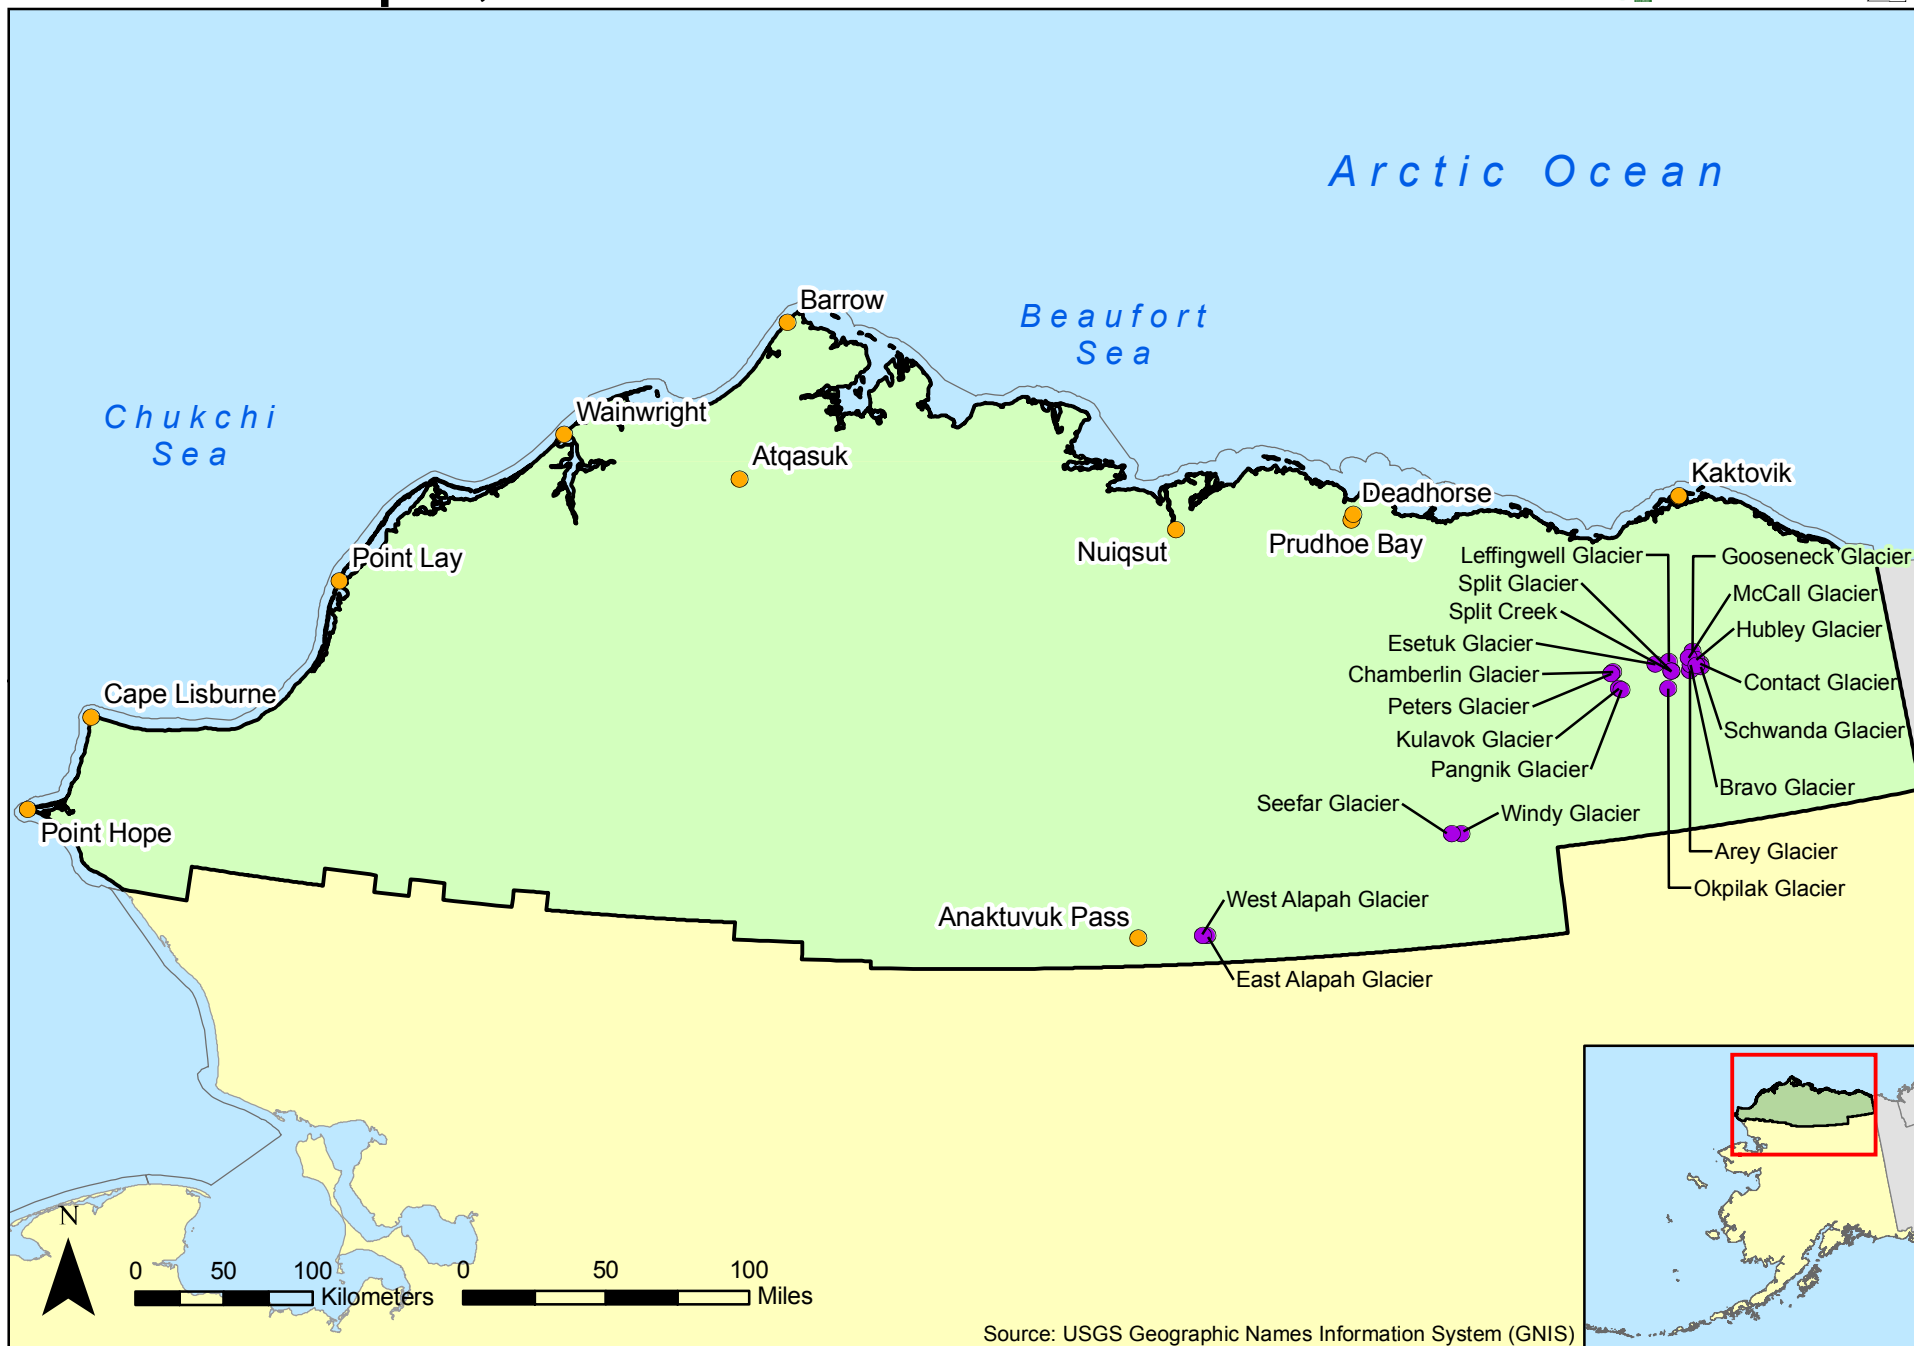 Arctic Ocean
Barrow
Beaufort
Sea
Chukchi
Sea
Wainwright
Atqasuk
Kaktovik
Deadhorse
Nuiqsut
Prudhoe Bay
Point Lay
Leffingwell Glacier
Gooseneck Glacier
Split Glacier
McCall Glacier
Split Creek
Hubley Glacier
Esetuk Glacier
Chamberlin Glacier
Contact Glacier
Cape Lisburne
Peters Glacier
Schwanda Glacier
Kulavok Glacier
Pangnik Glacier
Bravo Glacier
Seefar Glacier
Windy Glacier
Point Hope
Arey Glacier
Okpilak Glacier
West Alapah Glacier
Anaktuvuk Pass
East Alapah Glacier
N
0 50 100
Kilometers
0 50 100
Miles
Source: USGS Geographic Names Information System (GNIS)